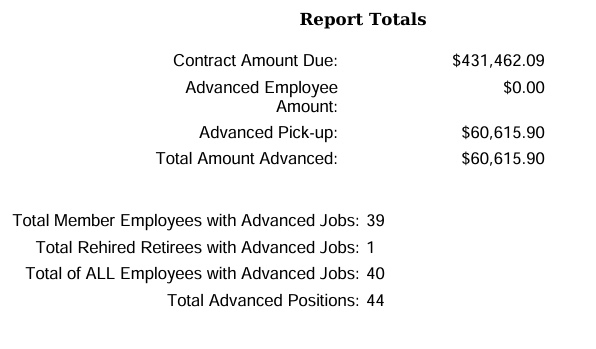 Report Totals
Contract Amount Due: $431,462.09
Advanced Employee $0.00
Amount:
Advanced Pick-up: $60,615.90
Total Amount Advanced: $60,615.90
Total Member Employees with Advanced Jobs: 39
Total Rehired Retirees with Advanced Jobs: 1
Total of ALL Employees with Advanced Jobs: 40
Total Advanced Positions: 44